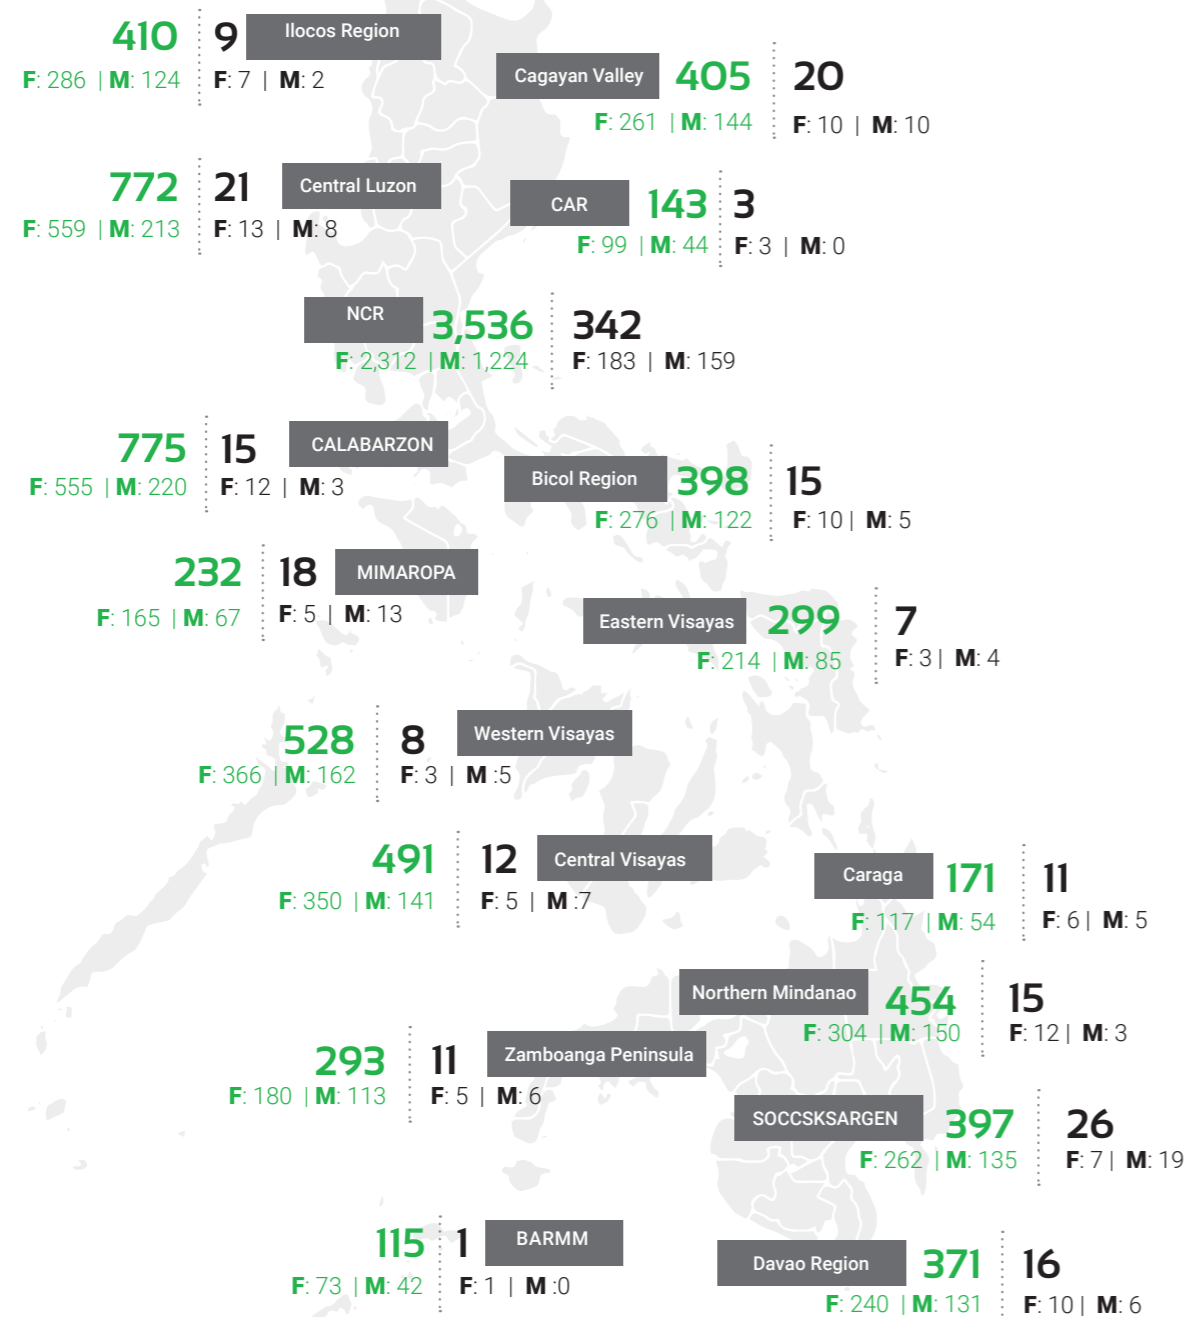 410 9 Ilocos Region
F: 286 | M: 124 F: 7 | M: 2
Cagayan Valley 405 20
F: 261 | M: 144 F: 10 | M: 10
772 21 Central Luzon
F: 559 | M: 213 F: 13 | M: 8
CAR 143 3
F: 99 | M: 44 F: 3 | M: 0
NCR 3,536 342
F: 2,312 | M: 1,224 F: 183 | M: 159
775 15 CALABARZON
F: 555 | M: 220 F: 12 | M: 3
Bicol Region 398 15
F: 276 | M: 122 F: 10 | M: 5
232 18 MIMAROPA
F: 165 | M: 67 F: 5 | M: 13
Eastern Visayas 299 7
F: 214 | M: 85 F: 3 | M: 4
528 8 Western Visayas
F: 366 | M: 162 F: 3 | M :5
491 12 Central Visayas
F: 350 | M: 141 F: 5 | M :7
Caraga 171 11
F: 117 | M: 54 F: 6 | M: 5
Northern Mindanao 454 15
F: 304 | M: 150 F: 12 | M: 3
293 11 Zamboanga Peninsula
F: 180 | M: 113 F: 5 | M: 6
SOCCSKSARGEN 397 26
F: 262 | M: 135 F: 7 | M: 19
115 1 BARMM
F: 73 | M: 42 F: 1 | M :0
Davao Region 371 16
F: 240 | M: 131 F: 10 | M: 6